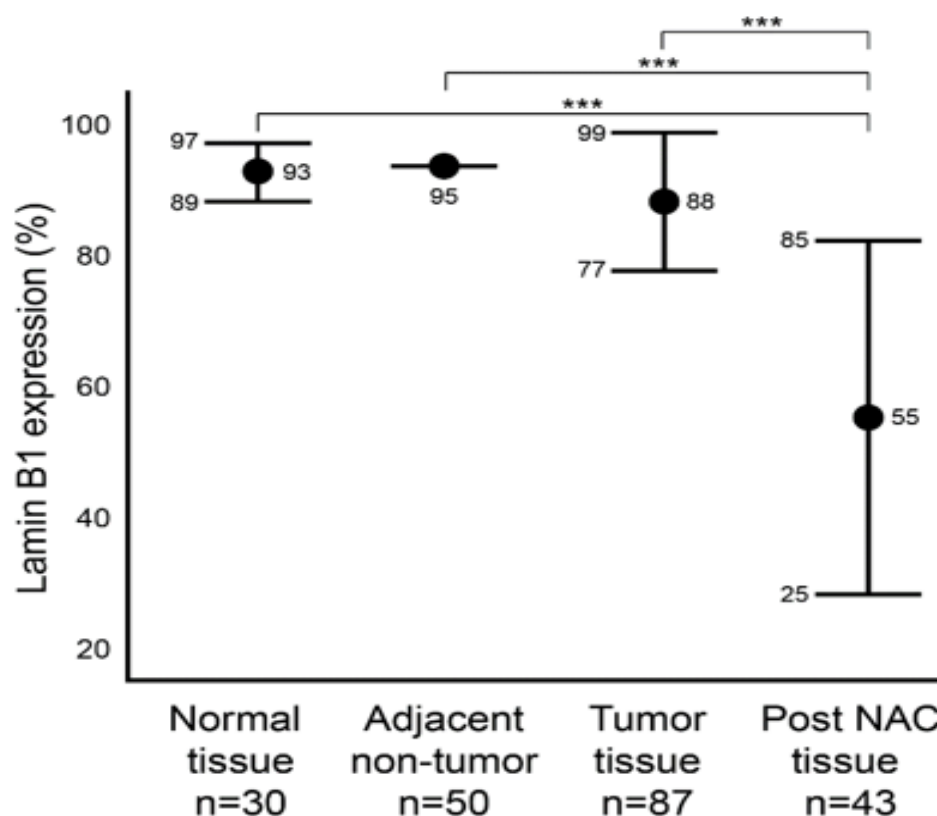 ***
***
***
Lamin B1 expression (%)
100
80
60
40
20
97
93
89
95
99
88
77
85
55
25
Normal
tissue
n=30
Adjacent
non-tumor
n=50
Tumor
tissue
n=87
Post NAC
tissue
n=43